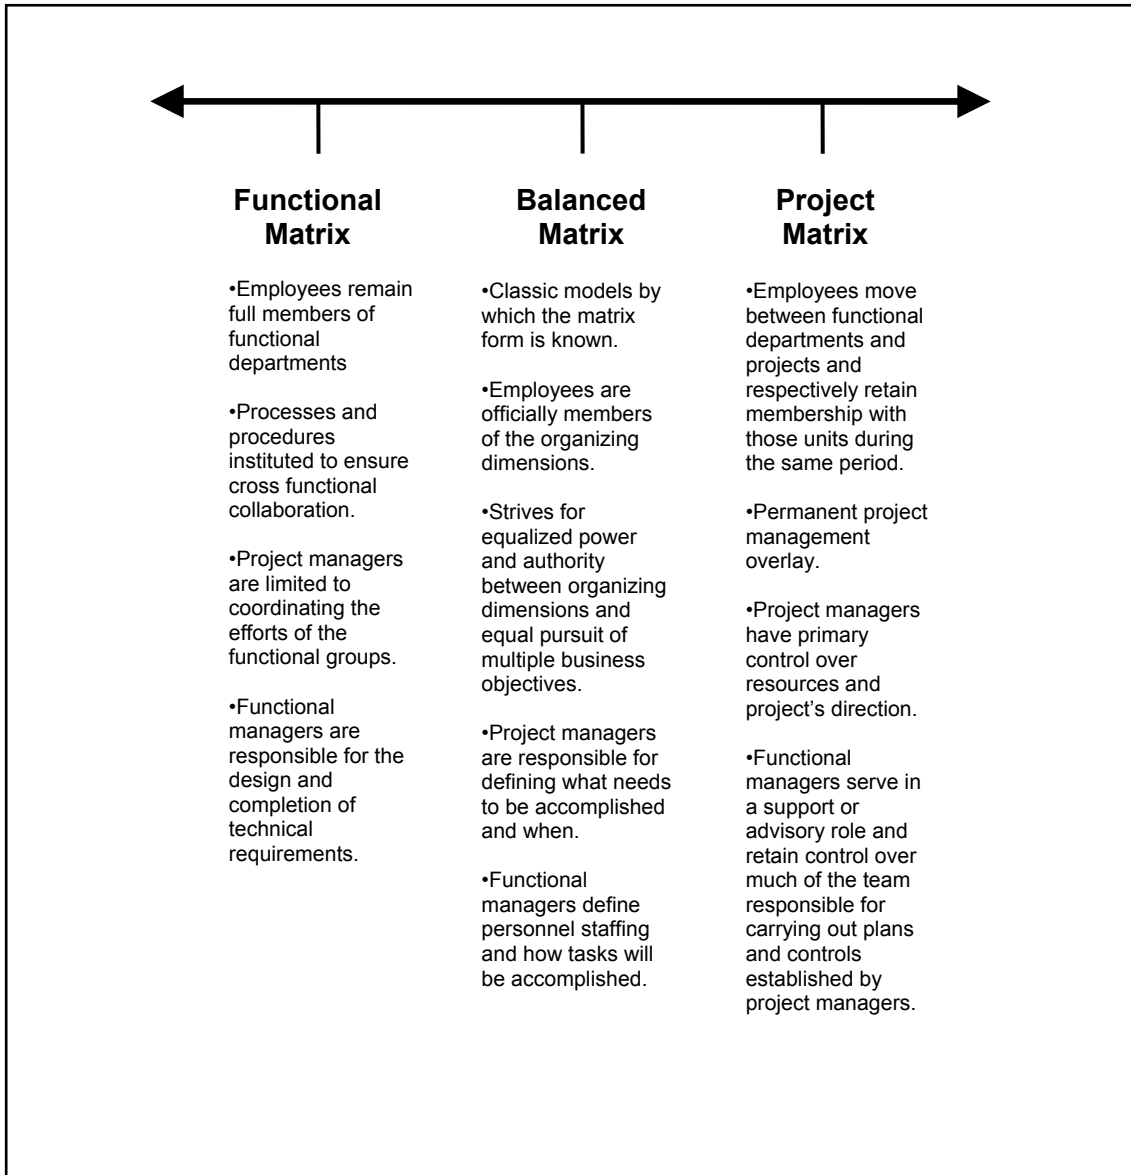 Functional
Matrix
•Employees remain
full members of
functional
departments
•Processes and
procedures
instituted to ensure
cross functional
collaboration.
•Project managers
are limited to
coordinating the
efforts of the
functional groups.
•Functional
managers are
responsible for the
design and
completion of
technical
requirements.
Balanced
Matrix
•Classic models by
which the matrix
form is known.
•Employees are
officially members
of the organizing
dimensions.
•Strives for
equalized power
and authority
between organizing
dimensions and
equal pursuit of
multiple business
objectives.
•Project managers
are responsible for
defining what needs
to be accomplished
and when.
•Functional
managers define
personnel staffing
and how tasks will
be accomplished.
Project
Matrix
•Employees move
between functional
departments and
projects and
respectively retain
membership with
those units during
the same period.
•Permanent project
management
overlay.
•Project managers
have primary
control over
resources and
project’s direction.
•Functional
managers serve in
a support or
advisory role and
retain control over
much of the team
responsible for
carrying out plans
and controls
established by
project managers.